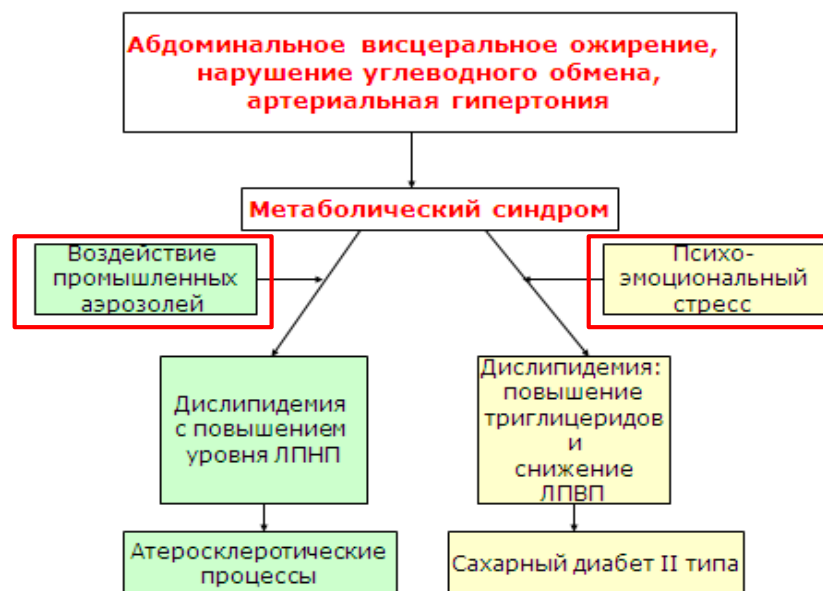 Абдоминальное висцеральное ожирение,
нарушение углеводного обмена,
артериальная гипертония
Метаболический синдром
Воздействие
промышленных
аэрозолей
Психо-
эмоциональный
стресс
Дислипидемия
с повышением
уровня ЛПНП
Дислипидемия:
повышение
триглицеридов
и
снижение
ЛПВП
Атеросклеротические
процессы
Сахарный диабет II типа